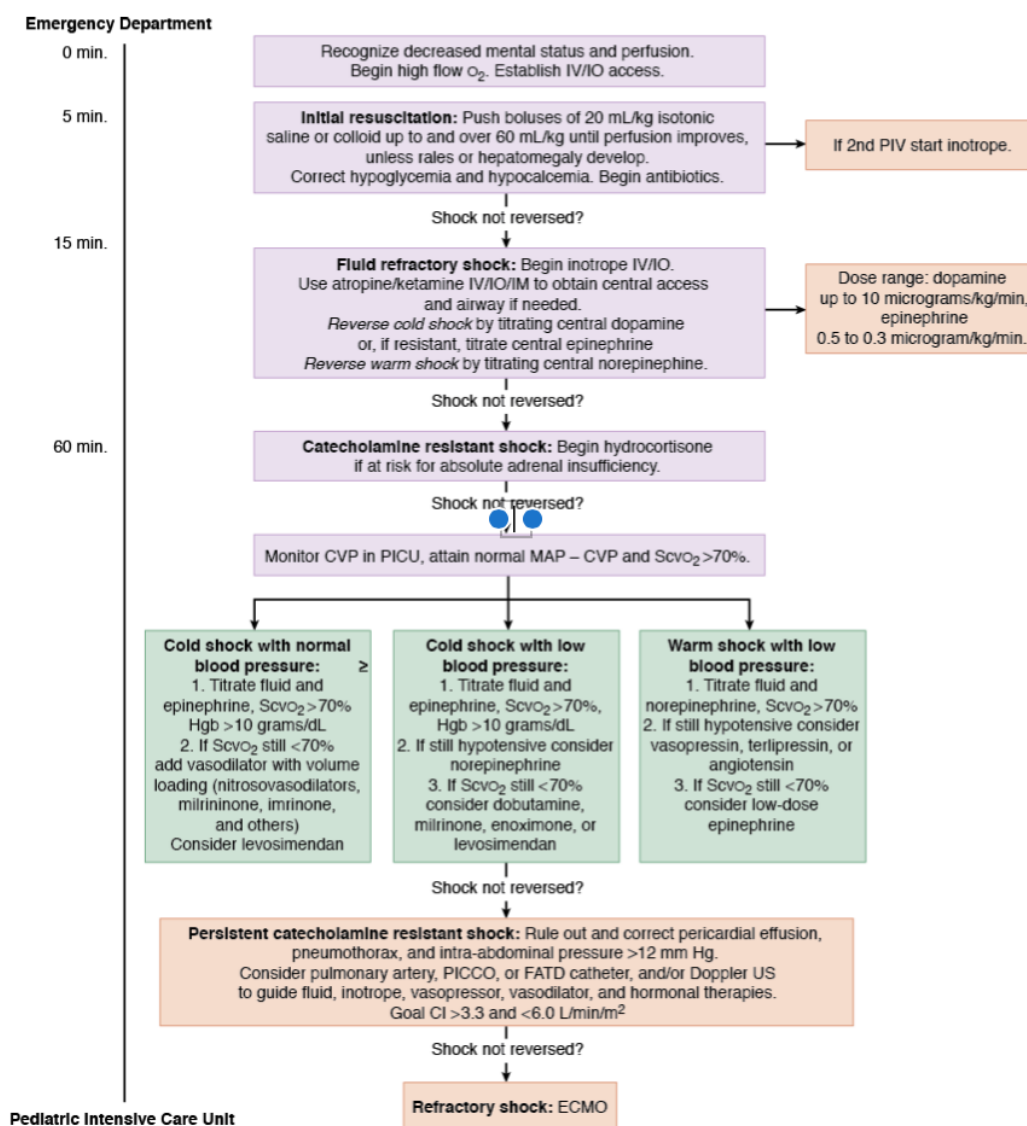 Emergency Department
0 min.
Recognize decreased mental status and perfusion.
Begin high flow O₂. Establish IV/IO access.
5 min.
Initial resuscitation: Push boluses of 20 mL/kg isotonic
saline or colloid up to and over 60 mL/kg until perfusion improves,
unless rales or hepatomegaly develop.
Correct hypoglycemia and hypocalcemia. Begin antibiotics.
If 2nd PIV start inotrope.
Shock not reversed?
15 min.
Fluid refractory shock: Begin inotrope IV/IO.
Use atropine/ketamine IV/IO/IM to obtain central access
and airway if needed.
Reverse cold shock by titrating central dopamine
or, if resistant, titrate central epinephrine
Reverse warm shock by titrating central norepinephine.
Dose range: dopamine
up to 10 micrograms/kg/min,
epinephrine
0.5 to 0.3 microgram/kg/min.
Shock not reversed?
60 min.
Catecholamine resistant shock: Begin hydrocortisone
if at risk for absolute adrenal insufficiency.
Shock not reversed?
Monitor CVP in PICU, attain normal MAP – CVP and ScvO₂>70%.
Cold shock with normal
blood pressure: ≥
1. Titrate fluid and
epinephrine, ScvO₂>70%
Hgb >10 grams/dL
2. If ScvO₂ still <70%
add vasodilator with volume
loading (nitrosovasodilators,
milrininone, imrinone,
and others)
Consider levosimendan
Cold shock with low
blood pressure:
1. Titrate fluid and
epinephrine, ScvO₂>70%,
Hgb >10 grams/dL
2. If still hypotensive consider
norepinephrine
3. If ScvO₂ still <70%
consider dobutamine,
milrinone, enoximone, or
levosimendan
Warm shock with low
blood pressure:
1. Titrate fluid and
norepinephrine, ScvO₂>70%
2. If still hypotensive consider
vasopressin, terlipressin, or
angiotensin
3. If ScvO₂ still <70%
consider low-dose
epinephrine
Shock not reversed?
Persistent catecholamine resistant shock: Rule out and correct pericardial effusion,
pneumothorax, and intra-abdominal pressure >12 mm Hg.
Consider pulmonary artery, PICCO, or FATD catheter, and/or Doppler US
to guide fluid, inotrope, vasopressor, vasodilator, and hormonal therapies.
Goal CI >3.3 and <6.0 L/min/m²
Shock not reversed?
Refractory shock: ECMO
Pediatric Intensive Care Unit